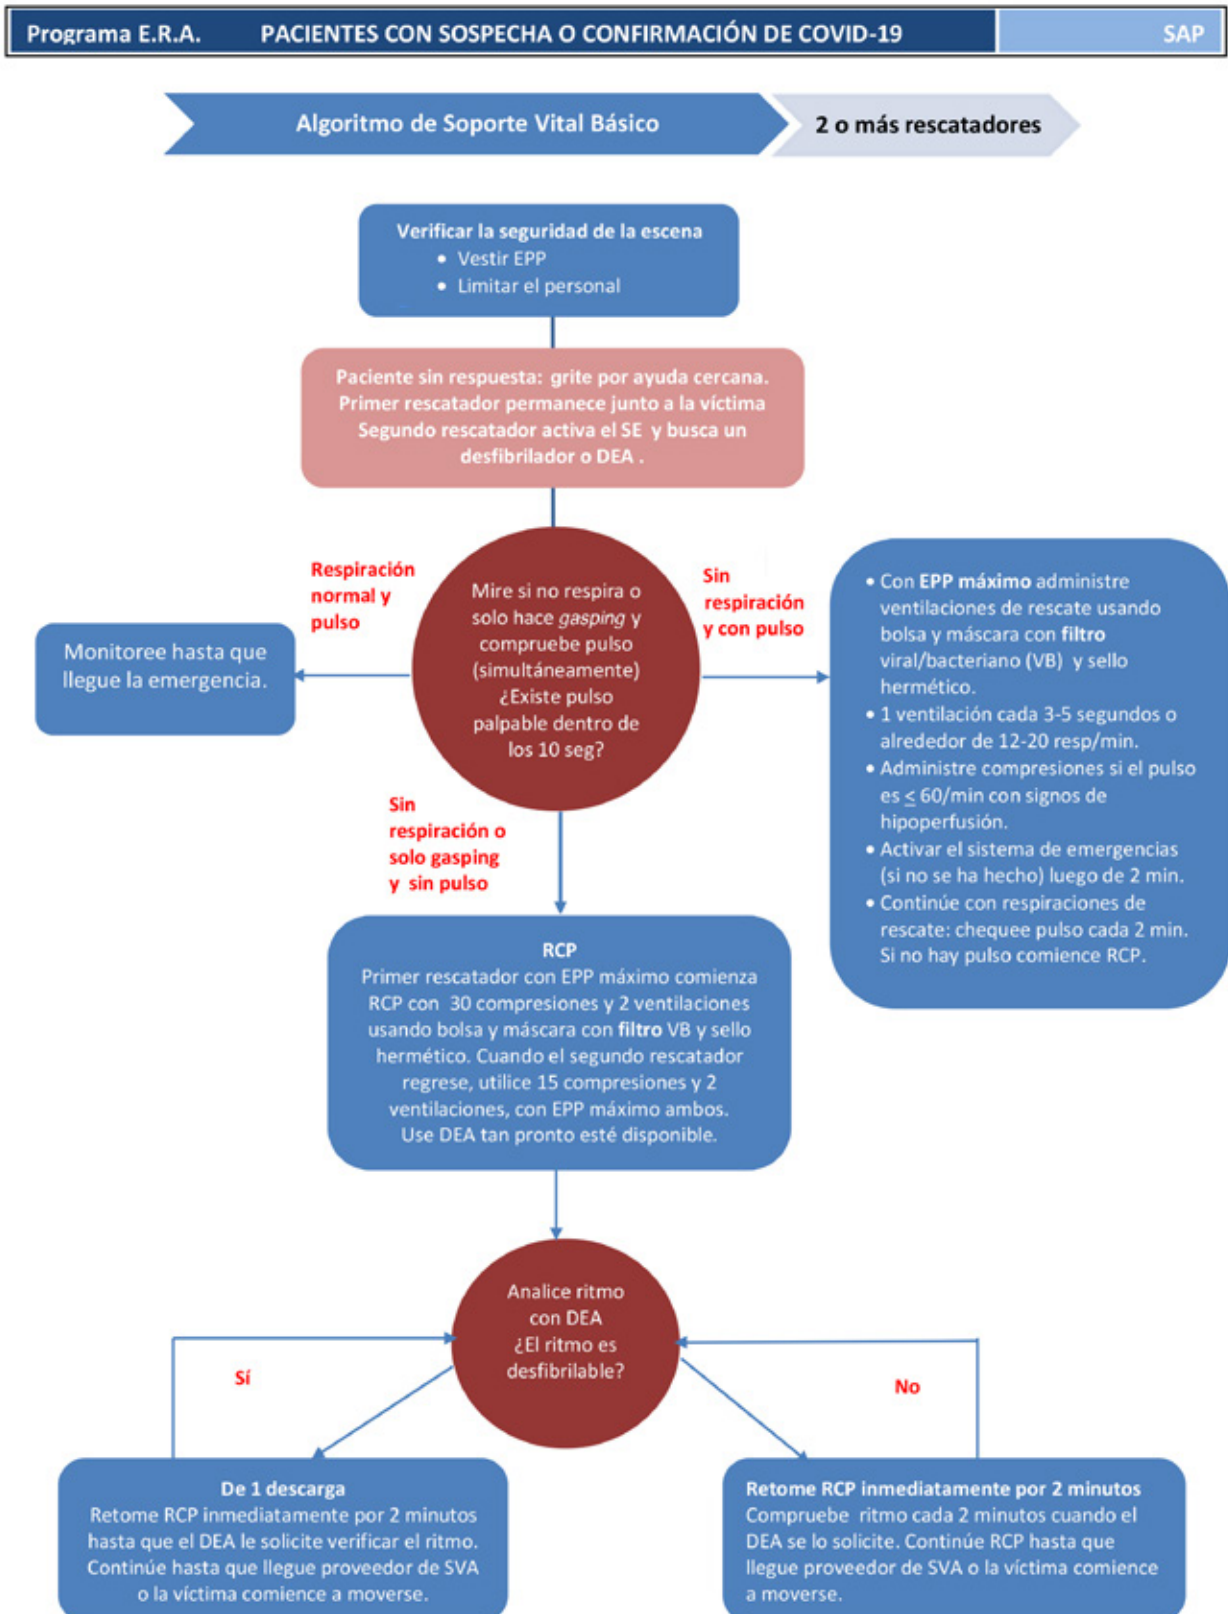 Programa E.R.A. PACIENTES CON SOSPECHA O CONFIRMACIÓN DE COVID-19 SAP
Algoritmo de Soporte Vital Básico
2 o más rescatadores
Verificar la seguridad de la escena
• Vestir EPP
• Limitar el personal
Paciente sin respuesta: grite por ayuda cercana.
Primer rescatador permanece junto a la víctima
Segundo rescatador activa el SE y busca un
desfibrilador o DEA .
Mire si no respira o
solo hace gasping y
compruebe pulso
(simultáneamente)
¿Existe pulso
palpable dentro de
los 10 seg?
Respiración
normal y
pulso
Monitoree hasta que
llegue la emergencia.
Sin
respiración
y con pulso
• Con EPP máximo administre
ventilaciones de rescate usando
bolsa y máscara con filtro
viral/bacteriano (VB) y sello
hermético.
• 1 ventilación cada 3-5 segundos o
alrededor de 12-20 resp/min.
• Administre compresiones si el pulso
es ≤ 60/min con signos de
hipoperfusión.
• Activar el sistema de emergencias
(si no se ha hecho) luego de 2 min.
• Continúe con respiraciones de
rescate: chequee pulso cada 2 min.
Si no hay pulso comience RCP.
Sin
respiración o
solo gasping
y sin pulso
RCP
Primer rescatador con EPP máximo comienza
RCP con 30 compresiones y 2 ventilaciones
usando bolsa y máscara con filtro VB y sello
hermético. Cuando el segundo rescatador
regrese, utilice 15 compresiones y 2
ventilaciones, con EPP máximo ambos.
Use DEA tan pronto esté disponible.
Analice ritmo
con DEA
¿El ritmo es
desfibrilable?
Sí
No
De 1 descarga
Retome RCP inmediatamente por 2 minutos
hasta que el DEA le solicite verificar el ritmo.
Continúe hasta que llegue proveedor de SVA
o la víctima comience a moverse.
Retome RCP inmediatamente por 2 minutos
Compruebe ritmo cada 2 minutos cuando el
DEA se lo solicite. Continúe RCP hasta que
llegue proveedor de SVA o la víctima comience
a moverse.